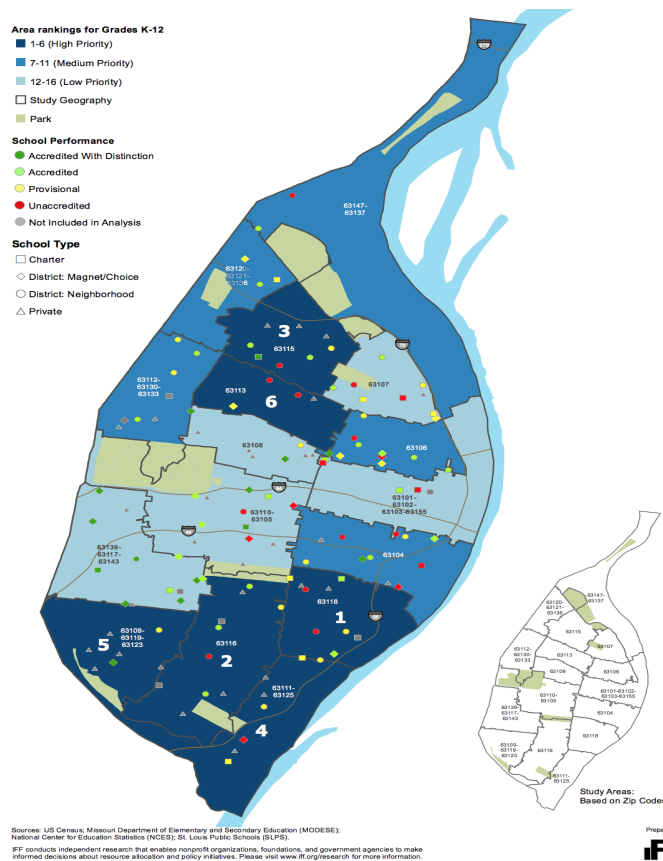 Area rankings for Grades K-12
1-6 (High Priority)
7-11 (Medium Priority)
12-16 (Low Priority)
Study Geography
Park
School Performance
Accredited With Distinction
Accredited
Provisional
Unaccredited
Not Included in Analysis
School Type
Charter
District: Magnet/Choice
District: Neighborhood
Private
63147-
63137
63120-
63121-
63136
3
63115
63112-
63130-
63133
63113
6
63107
63108
63106
63101-
63102-
63103-63155
63110-
63105
63139-
63117-
63143
63104
63118
1
5
63109-
63119-
63123
63116
2
63111-
63125
4
63147-
63137
63120-
63121-
63136
63115
63107
63112-
63130-
63133
63113
63108
63106
63101-63102-
63103-63155
63110-
63105
63139-
63117-
63143
63104
63118
63109-
63119-
63123
63116
63111-
63125
Study Areas:
Based on Zip Codes
Sources: US Census; Missouri Department of Elementary and Secondary Education (MODESE);
National Center for Education Statistics (NCES); St. Louis Public Schools (SLPS).
IFF conducts independent research that enables nonprofit organizations, foundations, and government agencies to make
informed decisions about resource allocation and policy initiatives. Please visit www.iff.org/research for more information.
Prepa
IF